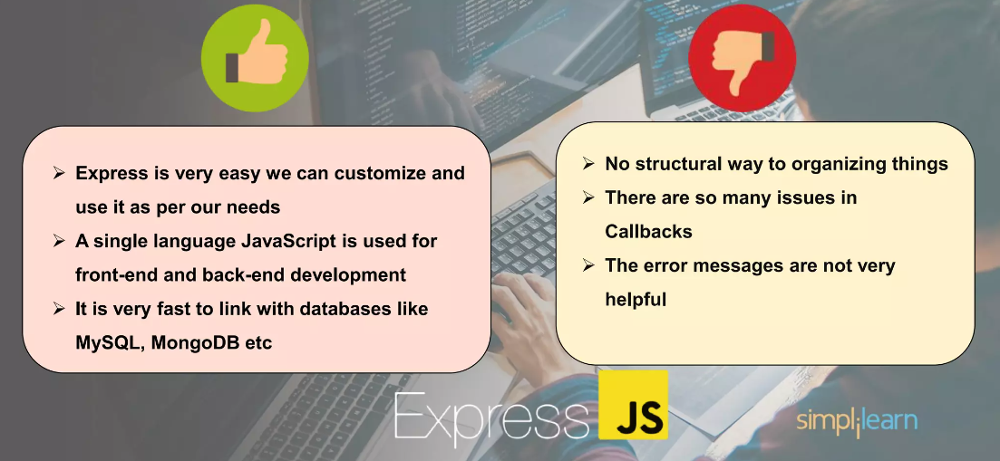 Express is very easy we can customize and
use it as per our needs
A single language JavaScript is used for
front-end and back-end development
It is very fast to link with databases like
MySQL, MongoDB etc
No structural way to organizing things
There are so many issues in
Callbacks
The error messages are not very
helpful
Express JS
simplilearn